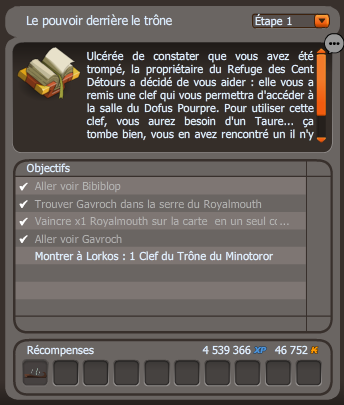 Le pouvoir derrière le trône
Étape 1
Ulcérée de constater que vous avez été
trompé, la propriétaire du Refuge des Cent
Détours a décidé de vous aider : elle vous a
remis une clef qui vous permettra d'accéder à
la salle du Dofus Pourpre. Pour utiliser cette
clef, vous aurez besoin d'un Taure... ça
tombe bien, vous en avez rencontré un il n'y
Objectifs
Aller voir Bibiblop
Trouver Gavroch dans la serre du Royalmouth
Vaincre x1 Royalmouth sur la carte en un seul co...
Aller voir Gavroch
Montrer à Lorkos : 1 Clef du Trône du Minotoror
Récompenses 4 539 366 XP 46 752 K